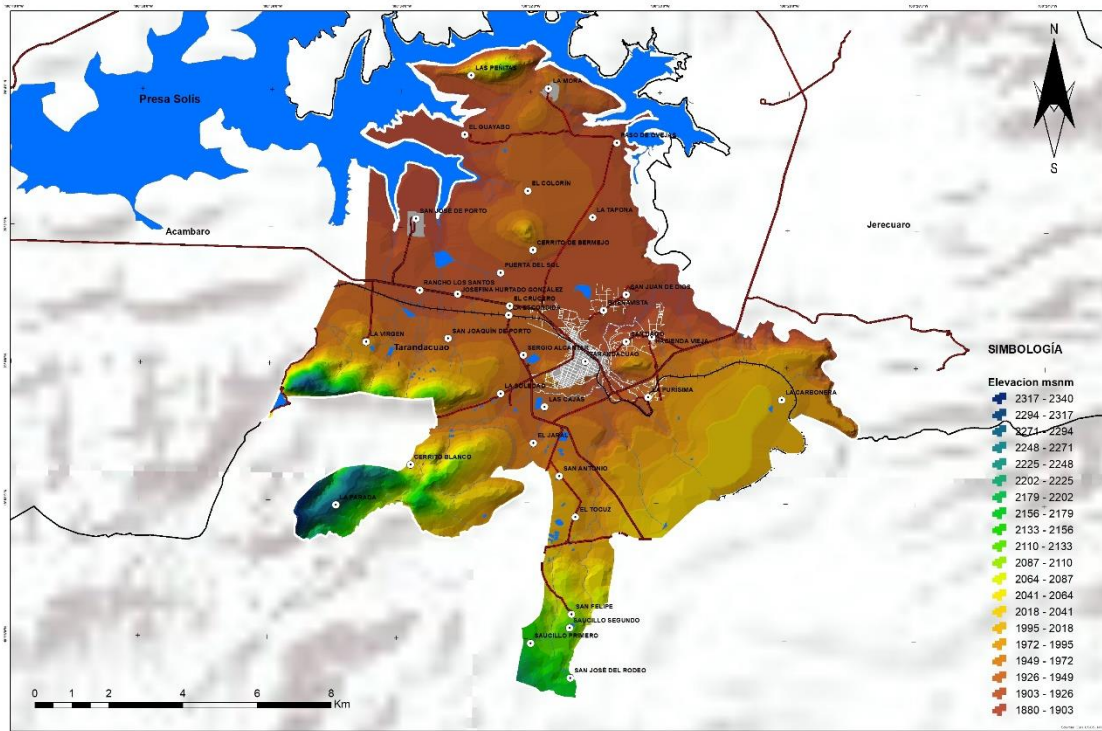 N
LAS PEÑITAS
LA MORA
Presa Solis
EL GUAYABO
PASO DE OVEJAS
EL COLORÍN
SAN JOSÉ DE PORTO
LA TAPONA
Acambaro
Jerecuaro
CERRITO DE BERMEJO
PUERTA DEL SOL
RANCHO LOS SANTOS
JOSEFINA HURTADO GONZÁLEZ
SAN JUAN DE DIOS
EL CRUCERO
LA ESCONDIDA
BUENAVISTA
LA VIRGEN
SAN JOAQUÍN DE PORTO
SANTIAGO
HACIENDA VIEJA
Tarandacuao
SERGIO ALCANTAR
TARANDACUAO
LA SOLEDAD
LA PURÍSIMA
LAS CAJAS
LA CARBONERA
EL JARAL
CERRITO BLANCO
SAN ANTONIO
LA PARADA
EL TOCUZ
SAN FELIPE
SAUCILLO SEGUNDO
SAUCILLO PRIMERO
SAN JOSÉ DEL RODEO
S
SIMBOLOGÍA
Elevacion msnm
2317 - 2340
2294 - 2317
2271 - 2294
2248 - 2271
2225 - 2248
2202 - 2225
2179 - 2202
2156 - 2179
2133 - 2156
2110 - 2133
2087 - 2110
2064 - 2087
2041 - 2064
2018 - 2041
1995 - 2018
1972 - 1995
1949 - 1972
1926 - 1949
1903 - 1926
1880 - 1903
0 1 2 4 6 8
Km